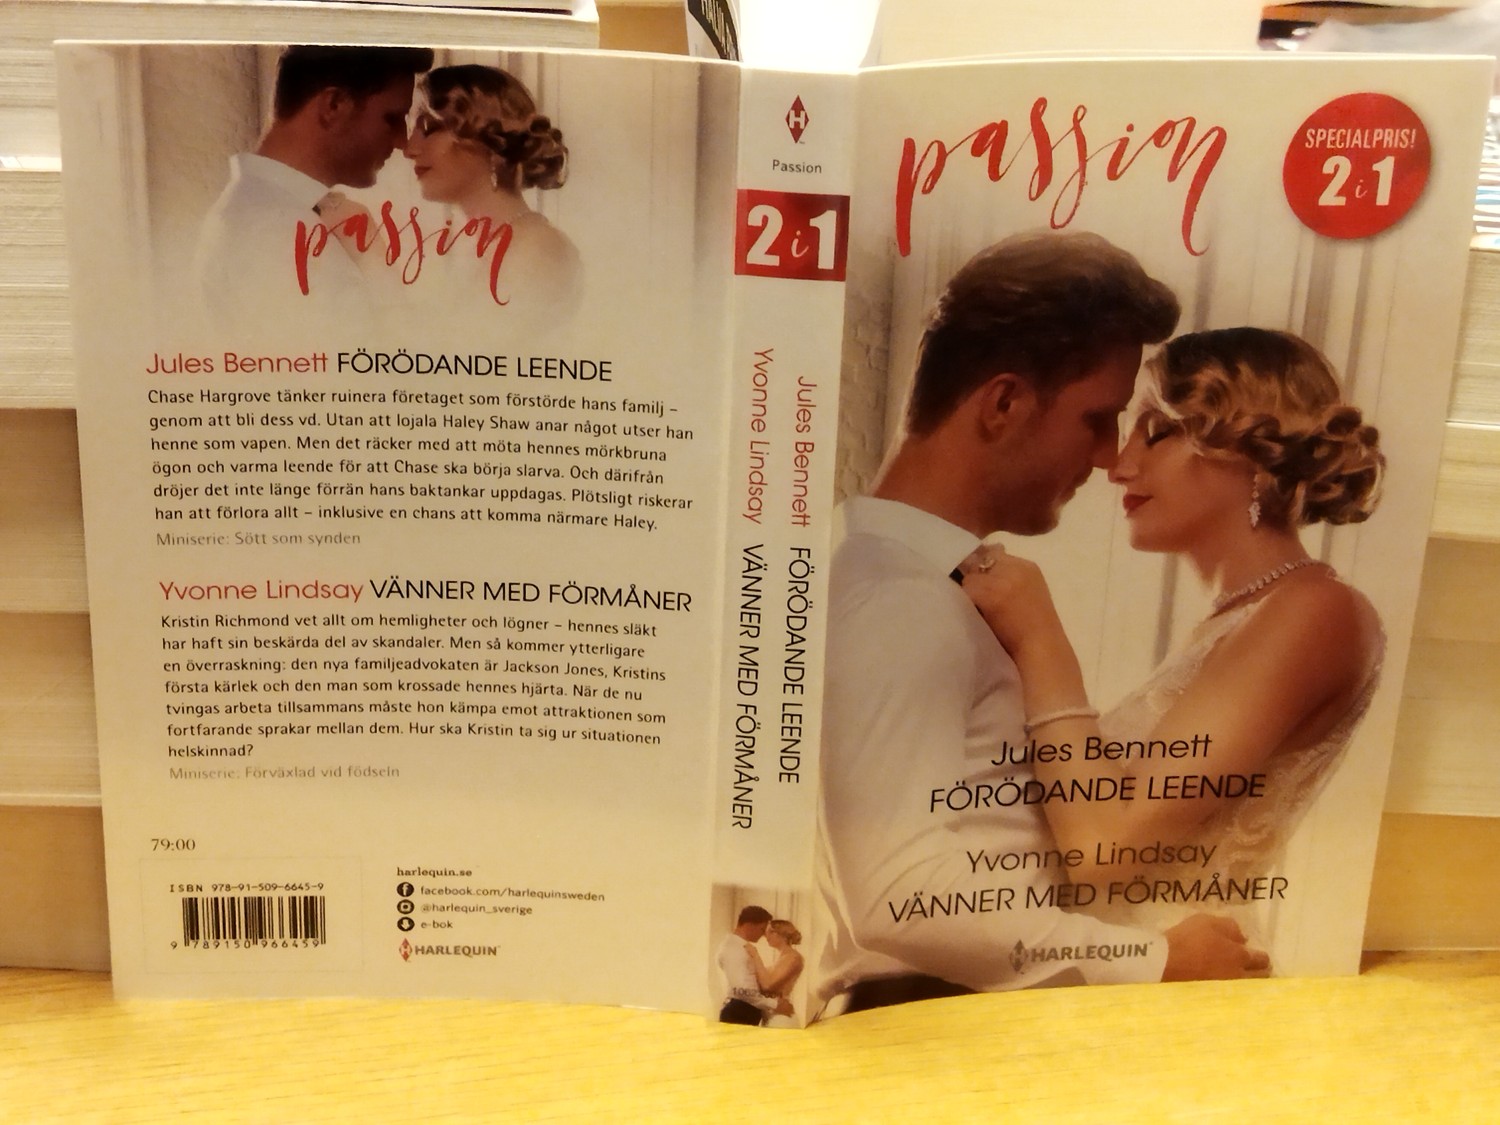 passion
Jules Bennett FÖRÖDANDE LEENDE
Chase Hargrove tänker ruinera företaget som förstörde hans familj –
genom att bli dess vd. Utan att lojala Haley Shaw anar något utser han
henne som vapen. Men det räcker med att möta hennes mörkbruna
ögon och varma leende för att Chase ska börja slarva. Och därifrån
dröjer det inte länge förrän hans baktankar uppdagas. Plötsligt riskerar
han att förlora allt – inklusive en chans att komma närmare Haley.
Miniserie: Sött som synden
Yvonne Lindsay VÄNNER MED FÖRMÅNER
Kristin Richmond vet allt om hemligheter och lögner – hennes släkt
har haft sin beskärda del av skandaler. Men så kommer ytterligare
en överraskning: den nya familjeadvokaten är Jackson Jones, Kristins
första kärlek och den man som krossade hennes hjärta. När de nu
tvingas arbeta tillsammans måste hon kämpa emot attraktionen som
fortfarande sprakar mellan dem. Hur ska Kristin ta sig ur situationen
helskinnad?
Miniserie: Förväxlad vid födseln
79:00
ISBN 978-91-509-6645-9
9 789150 966459
harlequin.se
facebook.com/harlequinsweden
@harlequin_sverige
e-bok
HARLEQUIN
H
Passion
2 i 1
Jules Bennett FÖRÖDANDE LEENDE
Yvonne Lindsay VÄNNER MED FÖRMÅNER
passion
SPECIALPRIS!
2 i 1
Jules Bennett
FÖRÖDANDE LEENDE
Yvonne Lindsay
VÄNNER MED FÖRMÅNER
HARLEQUIN